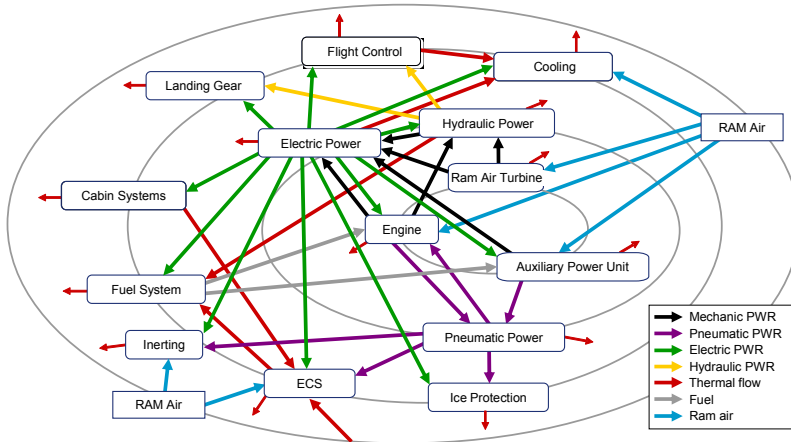 Flight Control
Cooling
Landing Gear
Hydraulic Power
RAM Air
Electric Power
Ram Air Turbine
Cabin Systems
Engine
Auxiliary Power Unit
Fuel System
Inerting
Pneumatic Power
ECS
Ice Protection
RAM Air
Mechanic PWR
Pneumatic PWR
Electric PWR
Hydraulic PWR
Thermal flow
Fuel
Ram air